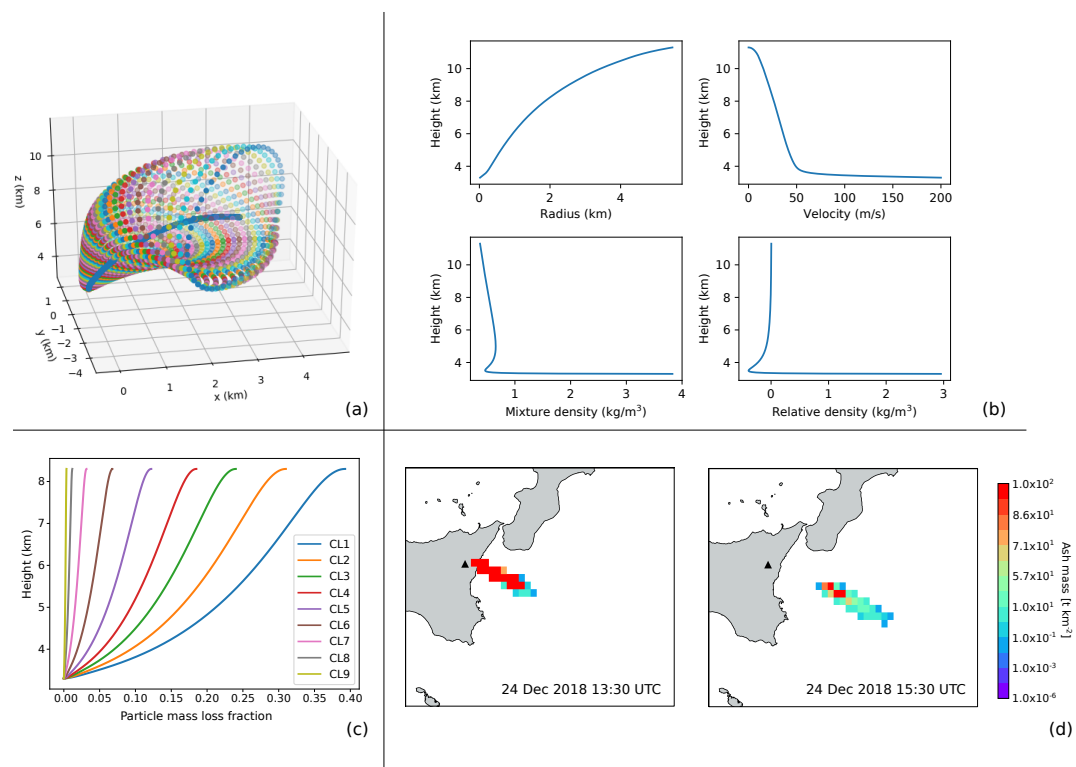 10
8
6
4
z (km)
1
0
−1
−2
−3
−4
y (km)
0
1
2
3
4
x (km)
(a)
10
8
6
4
Height (km)
0
2
4
Radius (km)
10
8
6
4
Height (km)
0
50
100
150
200
Velocity (m/s)
10
8
6
4
Height (km)
1
2
3
4
Mixture density (kg/m³)
10
8
6
4
Height (km)
0
1
2
3
Relative density (kg/m³)
(b)
8
7
6
5
4
Height (km)
CL1
CL2
CL3
CL4
CL5
CL6
CL7
CL8
CL9
0.00 0.05 0.10 0.15 0.20 0.25 0.30 0.35 0.40
Particle mass loss fraction
(c)
24 Dec 2018 13:30 UTC
24 Dec 2018 15:30 UTC
1.0x10²
8.6x10¹
7.1x10¹
5.7x10¹
1.0x10¹
1.0x10⁻¹
1.0x10⁻³
1.0x10⁻⁶
Ash mass [t km⁻²]
(d)